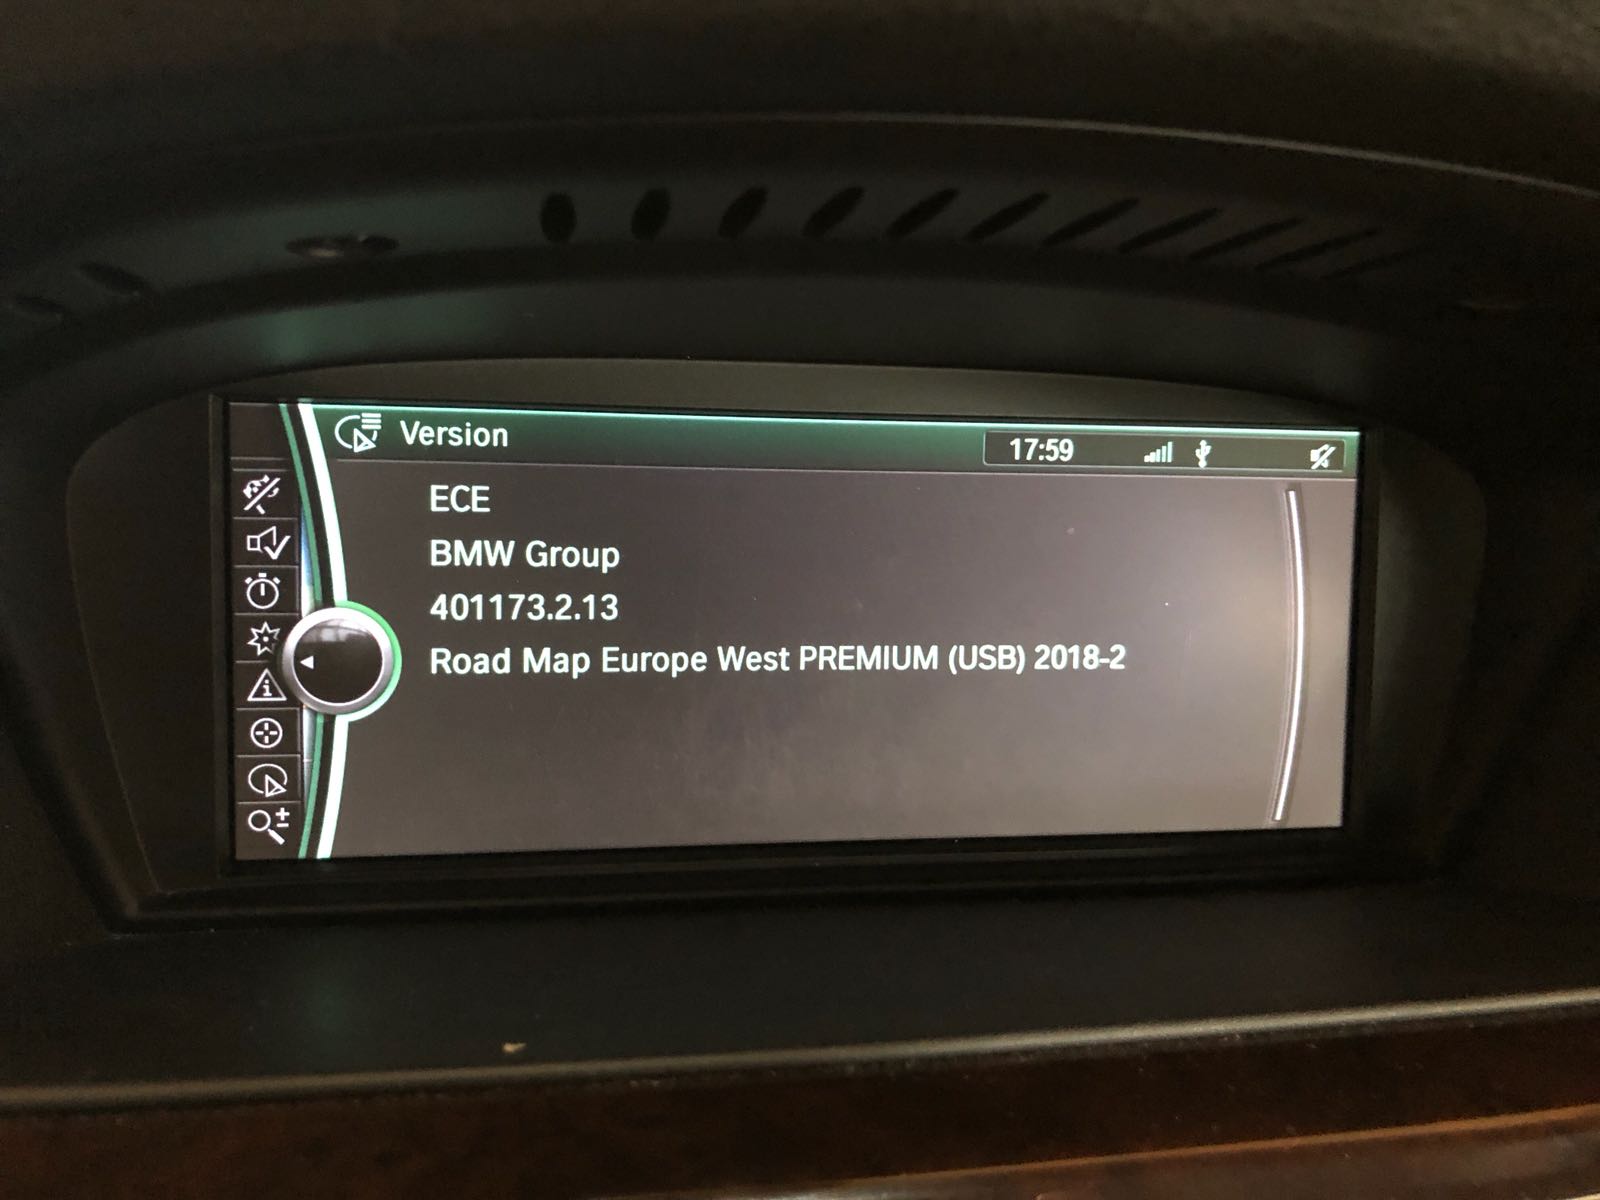 Version
17:59
ECE
BMW Group
401173.2.13
Road Map Europe West PREMIUM (USB) 2018-2